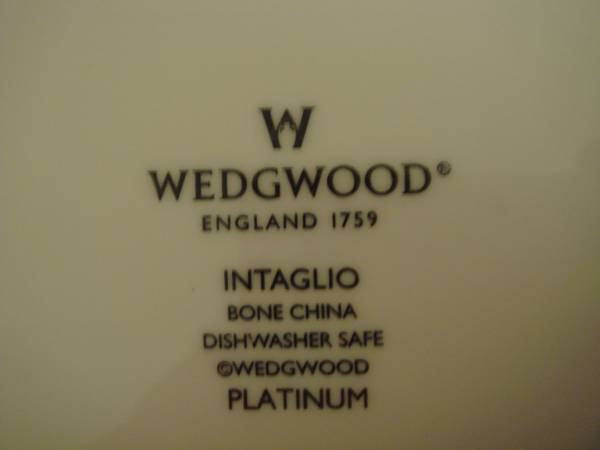 W
WEDGWOOD®
ENGLAND 1759
INTAGLIO
BONE CHINA
DISHWASHER SAFE
©WEDGWOOD
PLATINUM